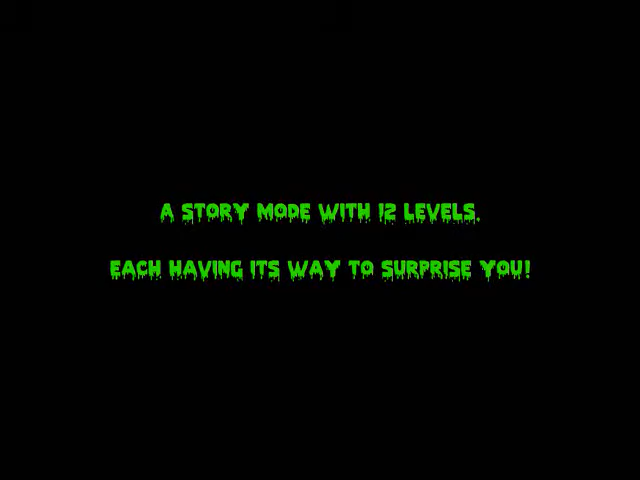 A STORY MODE WITH 12 LEVELS.
EACH HAVING ITS WAY TO SURPRISE YOU!